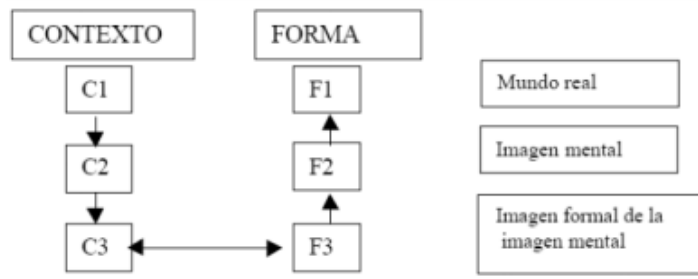 CONTEXTO
FORMA
C1
F1
Mundo real
C2
F2
Imagen mental
C3
F3
Imagen formal de la
imagen mental